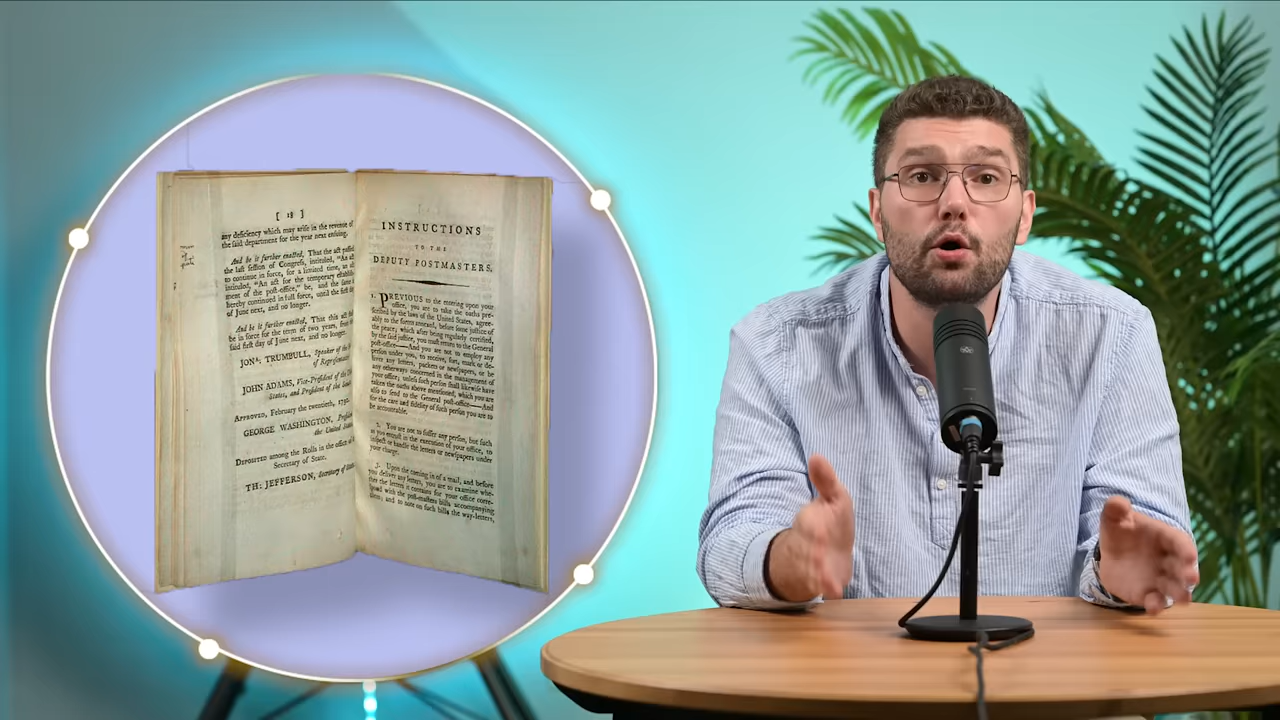 [ 18 ]
any deficiency which may arise in the revenue of
the said department for the year next ensuing.
And be it further enacted, That the act passed
the last session of Congress, intituled, "An act
to continue in force, for a limited time, an act
intituled, "An act for the temporary establish-
ment of the post-office," be, and the same is
hereby continued in full force, until the first
of June next, and no longer.
And be it further enacted, That this act shall
be in force for the term of two years, from the
said first day of June next, and no longer.
JONA. TRUMBULL, Speaker of the
of Representatives
JOHN ADAMS, Vice-President of the
States, and President of the Senate
APPROVED, February the twentieth, 1792.
GEORGE WASHINGTON, President
the United States
DEPOSITED among the Rolls in the office of
Secretary of State.
TH: JEFFERSON, Secretary of State
INSTRUCTIONS
TO THE
DEPUTY POSTMASTERS.
1. PREVIOUS to the entering upon your
office, you are to take the oaths pre-
scribed by the laws of the United States, agree-
ably to the forms annexed, before some justice of
the peace; which after being regularly certified,
by the said justice, you must return to the General
post-office—And you are not to employ any
person under you, to receive, sort, mark or de-
liver any letters, packets or newspapers, or be
any otherways concerned in the management of
your office; unless such person shall likewise have
taken the oaths above mentioned, which you are
also to send to the General post-office—And
for the care and fidelity of such person you are to
be accountable.
2. You are not to suffer any person, but such
as you entrust in the execution of your office, to
inspect or handle the letters or newspapers under
your charge.
3. Upon the coming in of a mail, and before
you deliver any letters, you are to examine whe-
ther the letters it contains for your office corre-
spond with the post-masters bills accompanying
them; and to note on such bills the way-letters,